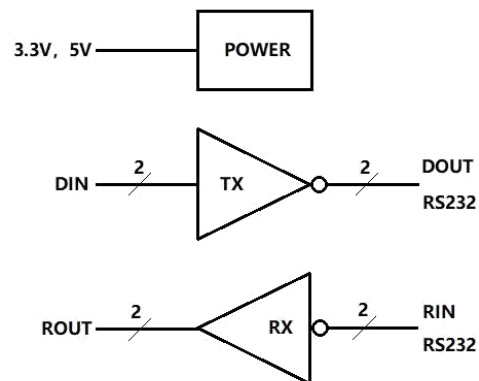 3.3V, 5V POWER
2 2 DOUT
DIN TX
RS232
2 2 RIN
ROUT RX
RS232